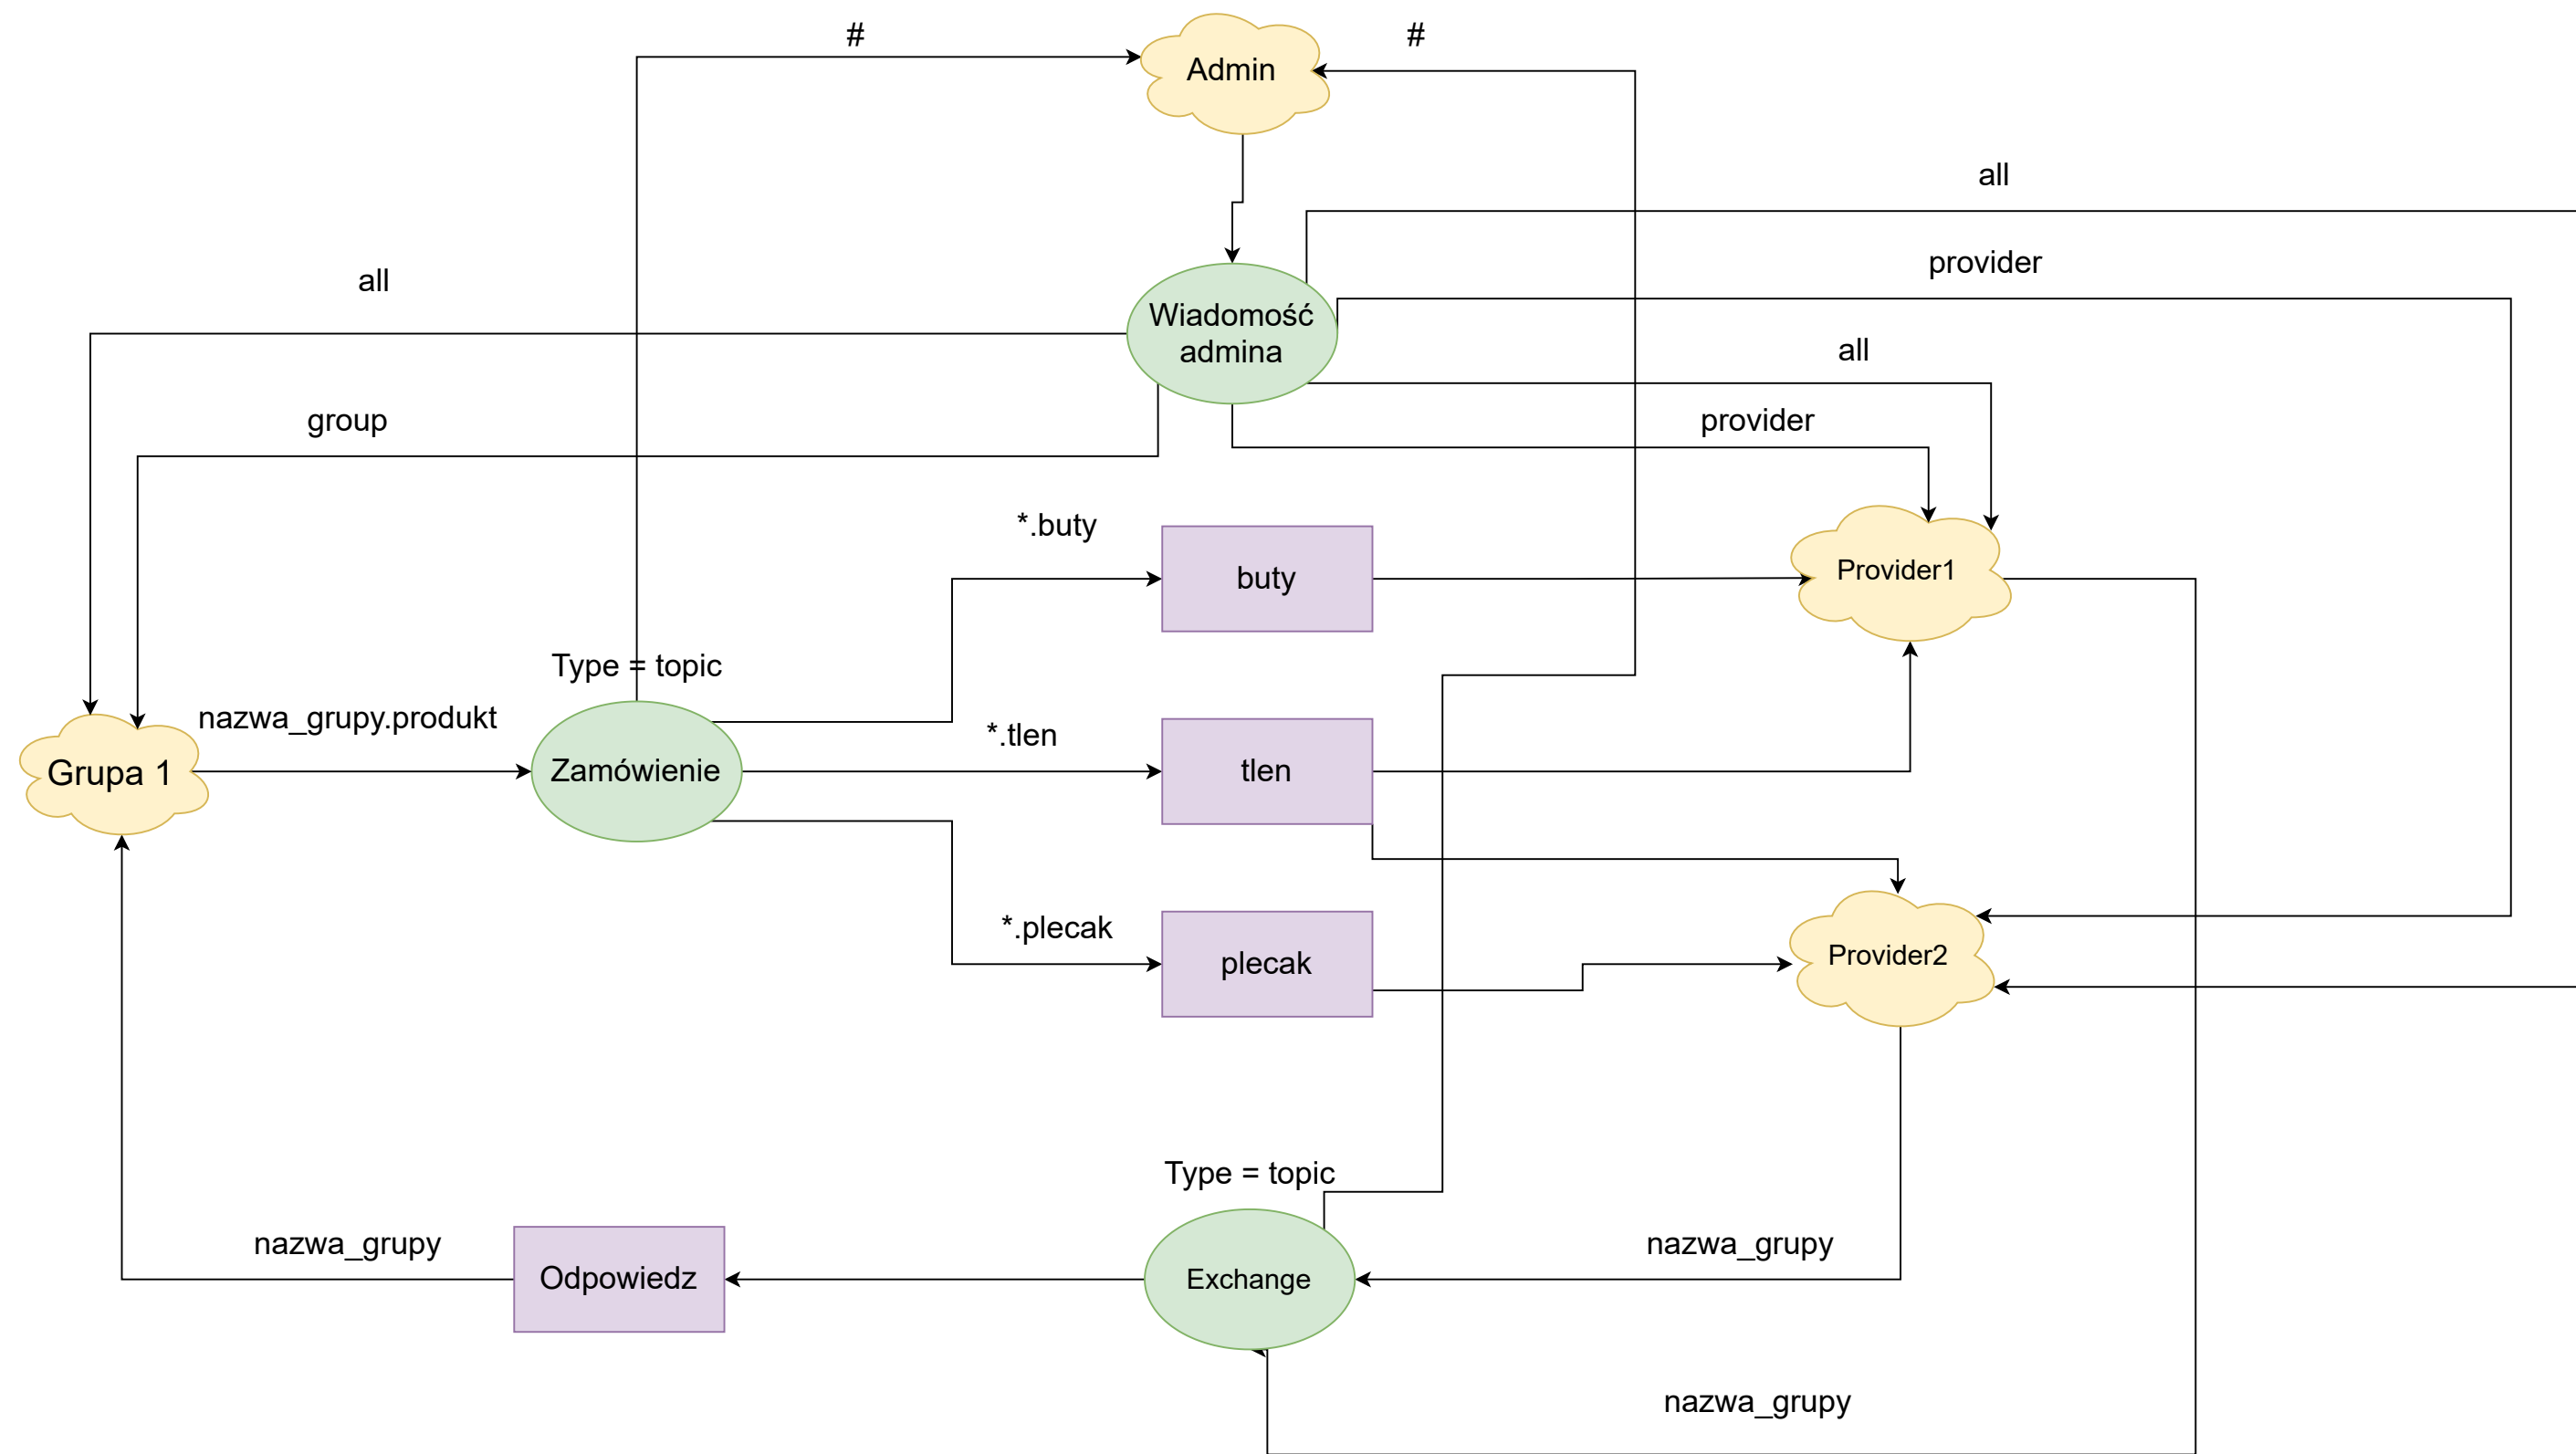 #
#
Admin
all
provider
all
Wiadomość
admina
all
group
provider
*.buty
buty
Provider1
Type = topic
nazwa_grupy.produkt
*.tlen
Grupa 1
Zamówienie
tlen
*.plecak
plecak
Provider2
Type = topic
nazwa_grupy
nazwa_grupy
Odpowiedz
Exchange
nazwa_grupy